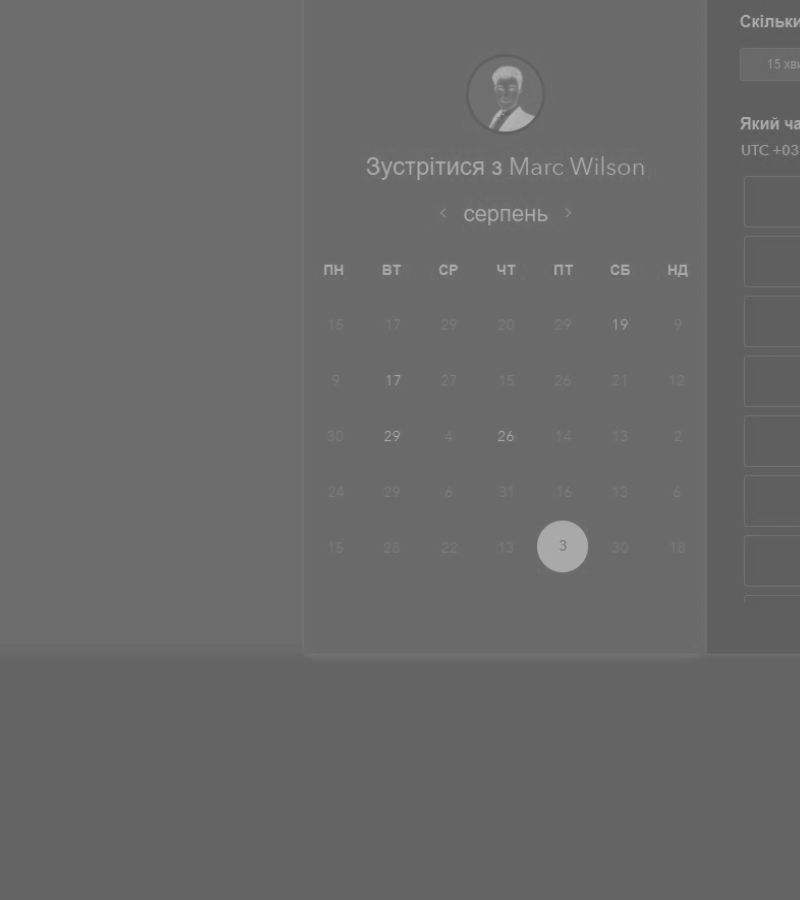 Зустрітися з Marc Wilson
серпень
ПН ВТ СР ЧТ ПТ СБ НД
15 17 29 20 29 19 9
9 17 27 15 26 21 12
30 29 4 26 14 13 2
24 29 6 31 16 13 6
15 28 22 13 3 30 18
Скільки
15 хви
Який ча
UTC +03